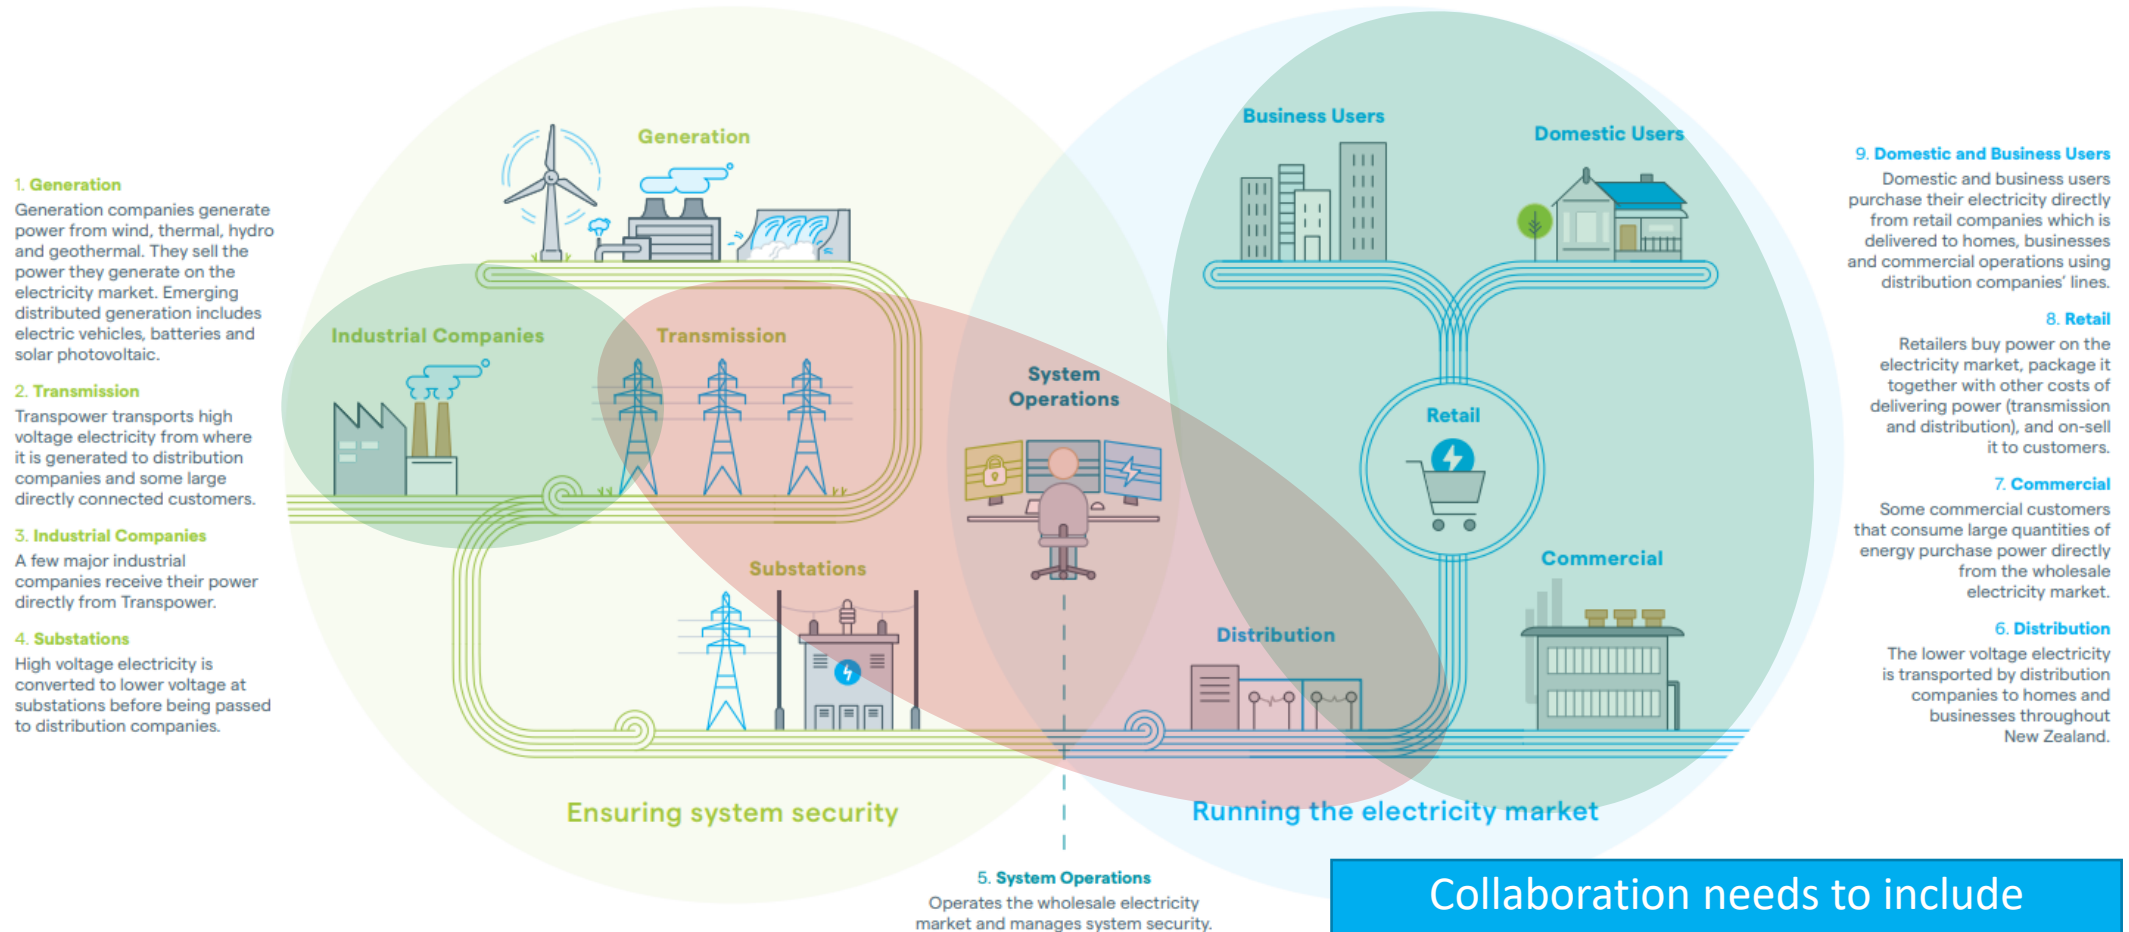 1. Generation
Generation companies generate
power from wind, thermal, hydro
and geothermal. They sell the
power they generate on the
electricity market. Emerging
distributed generation includes
electric vehicles, batteries and
solar photovoltaic.
2. Transmission
Transpower transports high
voltage electricity from where
it is generated to distribution
companies and some large
directly connected customers.
3. Industrial Companies
A few major industrial
companies receive their power
directly from Transpower.
4. Substations
High voltage electricity is
converted to lower voltage at
substations before being passed
to distribution companies.
Generation
Industrial Companies
Transmission
Substations
Ensuring system security
System
Operations
5. System Operations
Operates the wholesale electricity
market and manages system security.
Business Users
Domestic Users
Retail
Commercial
Distribution
Running the electricity market
9. Domestic and Business Users
Domestic and business users
purchase their electricity directly
from retail companies which is
delivered to homes, businesses
and commercial operations using
distribution companies' lines.
8. Retail
Retailers buy power on the
electricity market, package it
together with other costs of
delivering power (transmission
and distribution), and on-sell
it to customers.
7. Commercial
Some commercial customers
that consume large quantities of
energy purchase power directly
from the wholesale
electricity market.
6. Distribution
The lower voltage electricity
is transported by distribution
companies to homes and
businesses throughout
New Zealand.
Collaboration needs to include